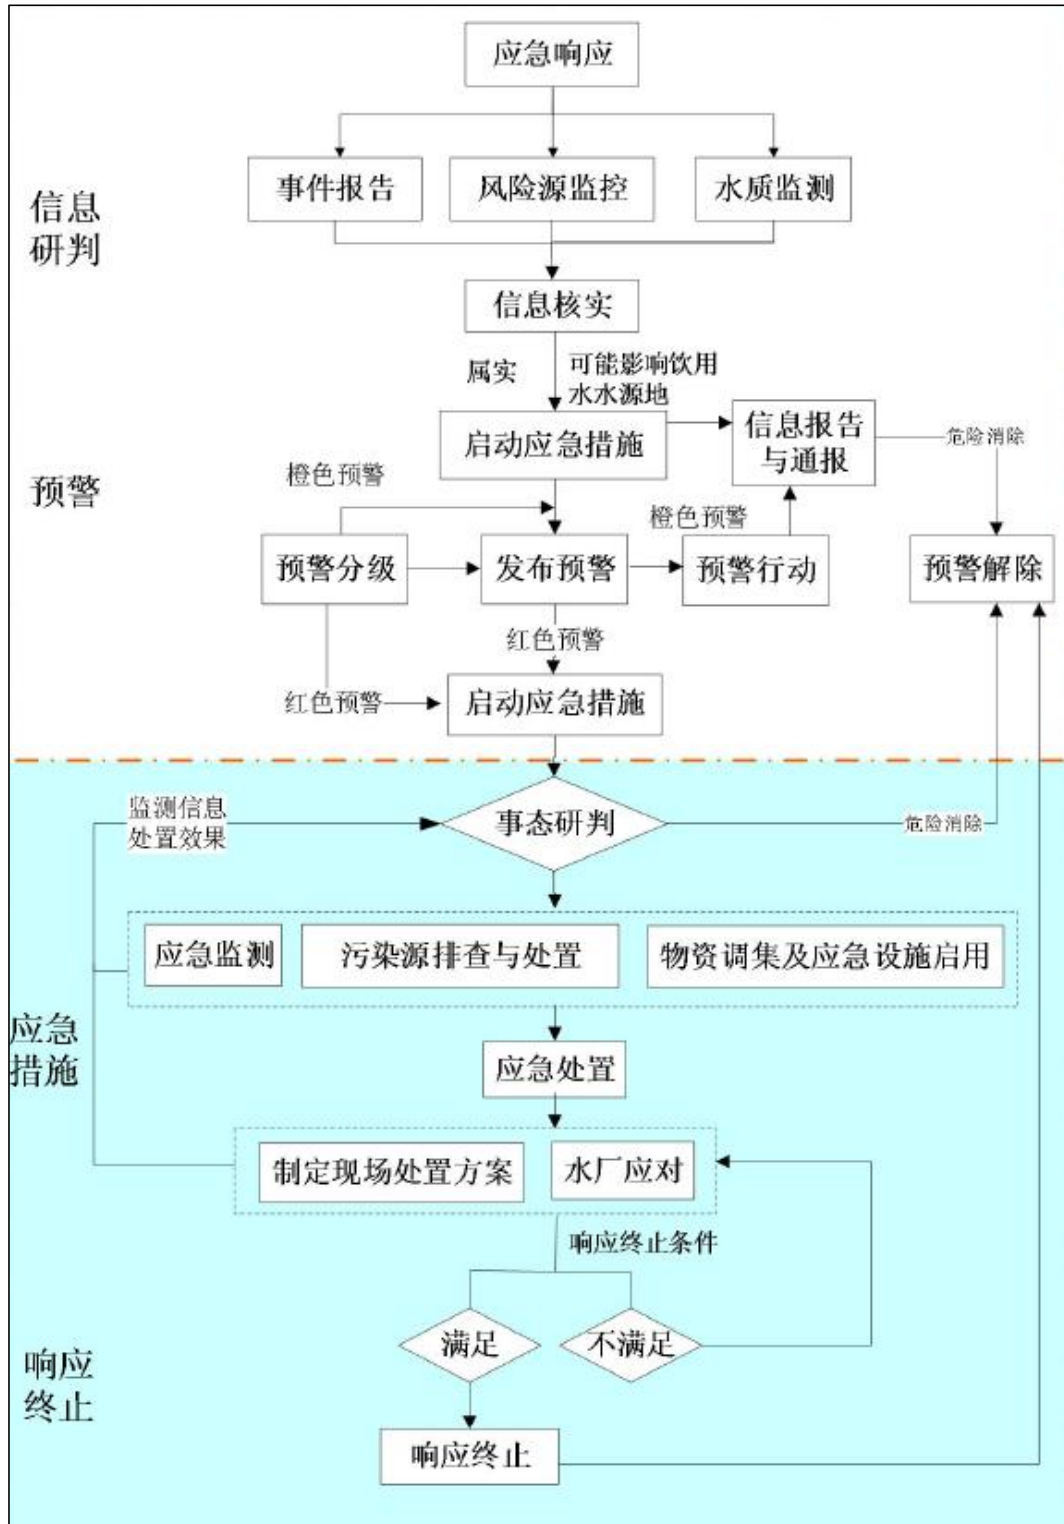 应急响应
事件报告
风险源监控
水质监测
信息
研判
信息核实
属实
可能影响饮用
水水源地
启动应急措施
信息报告
与通报
危险消除
预警
橙色预警
橙色预警
预警分级
发布预警
预警行动
预警解除
红色预警
红色预警
启动应急措施
监测信息
处置效果
事态研判
危险消除
应急监测
污染源排查与处置
物资调集及应急设施启用
应急
措施
应急处置
制定现场处置方案
水厂应对
响应终止条件
满足
不满足
响应
终止
响应终止